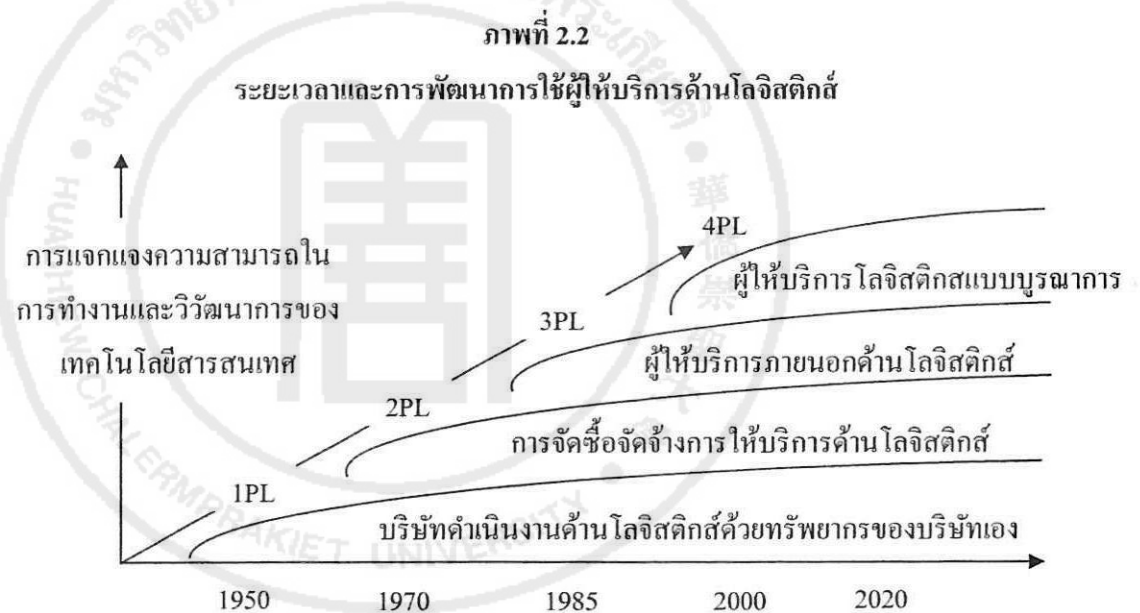 ภาพที่ 2.2
ระยะเวลาและการพัฒนาการใช้ผู้ให้บริการด้านโลจิสติกส์
4PL
การแจกแจงความสามารถใน
ผู้ให้บริการโลจิสติกสแบบบูรณาการ
การทำงานและวิวัฒนาการของ
3PL
เทคโนโลยีสารสนเทศ
ผู้ให้บริการภายนอกด้านโลจิสติกส์
2PL
การจัดซื้อจัดจ้างการให้บริการด้านโลจิสติกส์
1PL
บริษัทดำเนินงานด้านโลจิสติกส์ด้วยทรัพยากรของบริษัทเอง
1950 1970 1985 2000 2020
CHALERMPRAKIET UNIVERSITY